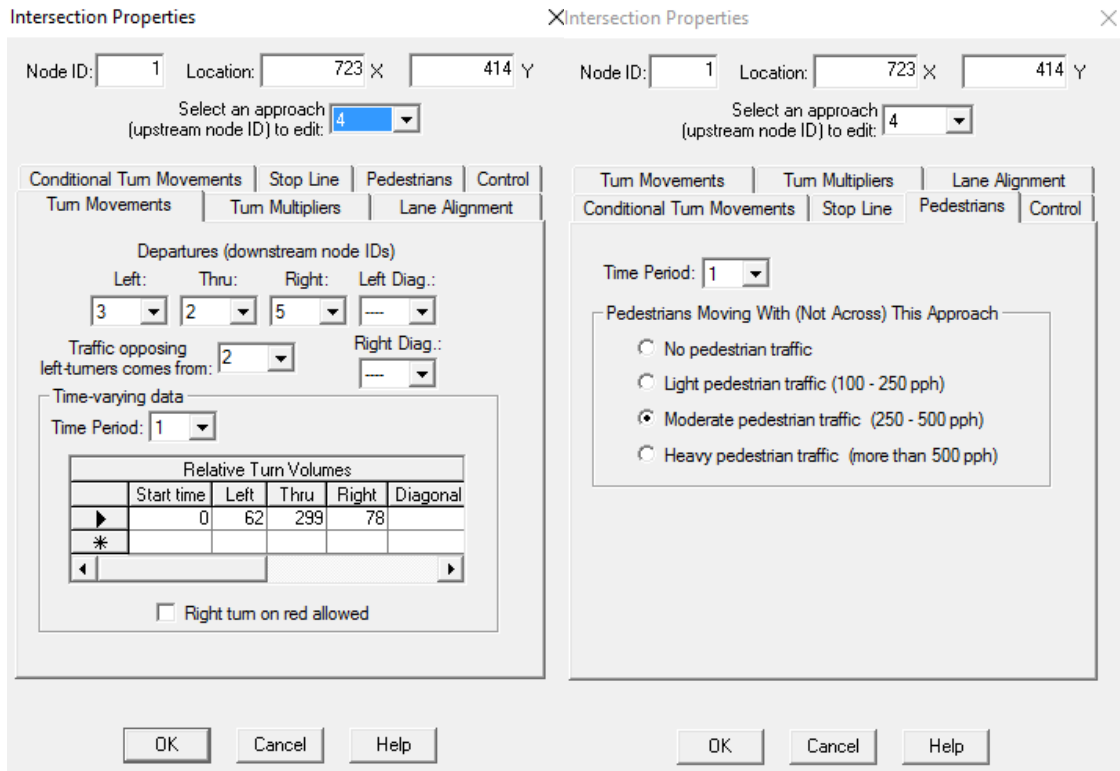 Intersection Properties
Node ID: 1 Location: 723 X 414 Y
Select an approach
(upstream node ID) to edit: 4
Conditional Turn Movements Stop Line Pedestrians Control
Turn Movements Turn Multipliers Lane Alignment
Departures (downstream node IDs)
Left: Thru: Right: Left Diag.:
3 2 5 ----
Traffic opposing
left-turners comes from: 2
Right Diag.:
----
Time-varying data
Time Period: 1
Relative Turn Volumes
Start time Left Thru Right Diagonal
0 62 299 78
Right turn on red allowed
OK Cancel Help
Intersection Properties
Node ID: 1 Location: 723 X 414 Y
Select an approach
(upstream node ID) to edit: 4
Turn Movements Turn Multipliers Lane Alignment
Conditional Turn Movements Stop Line Pedestrians Control
Time Period: 1
Pedestrians Moving With (Not Across) This Approach
No pedestrian traffic
Light pedestrian traffic (100 - 250 pph)
Moderate pedestrian traffic (250 - 500 pph)
Heavy pedestrian traffic (more than 500 pph)
OK Cancel Help